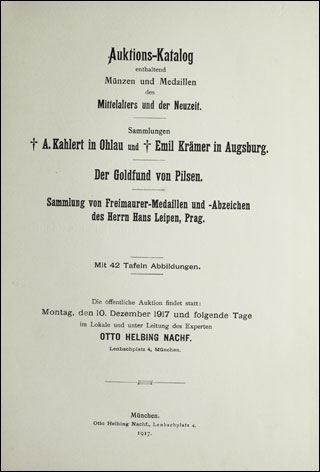 Auktions-Katalog
enthaltend
Münzen und Medaillen
des
Mittelalters und der Neuzeit.
Sammlungen
† A. Kahlert in Ohlau und † Emil Krämer in Augsburg.
Der Goldfund von Pilsen.
Sammlung von Freimaurer-Medaillen und -Abzeichen
des Herrn Hans Leipen, Prag.
Mit 42 Tafeln Abbildungen.
Die öffentliche Auktion findet statt:
Montag, den 10. Dezember 1917 und folgende Tage
im Lokale und unter Leitung des Experten
OTTO HELBING NACHF.
Lenbachplatz 4, München.
München.
Otto Helbing Nachf., Lenbachplatz 4.
1917.